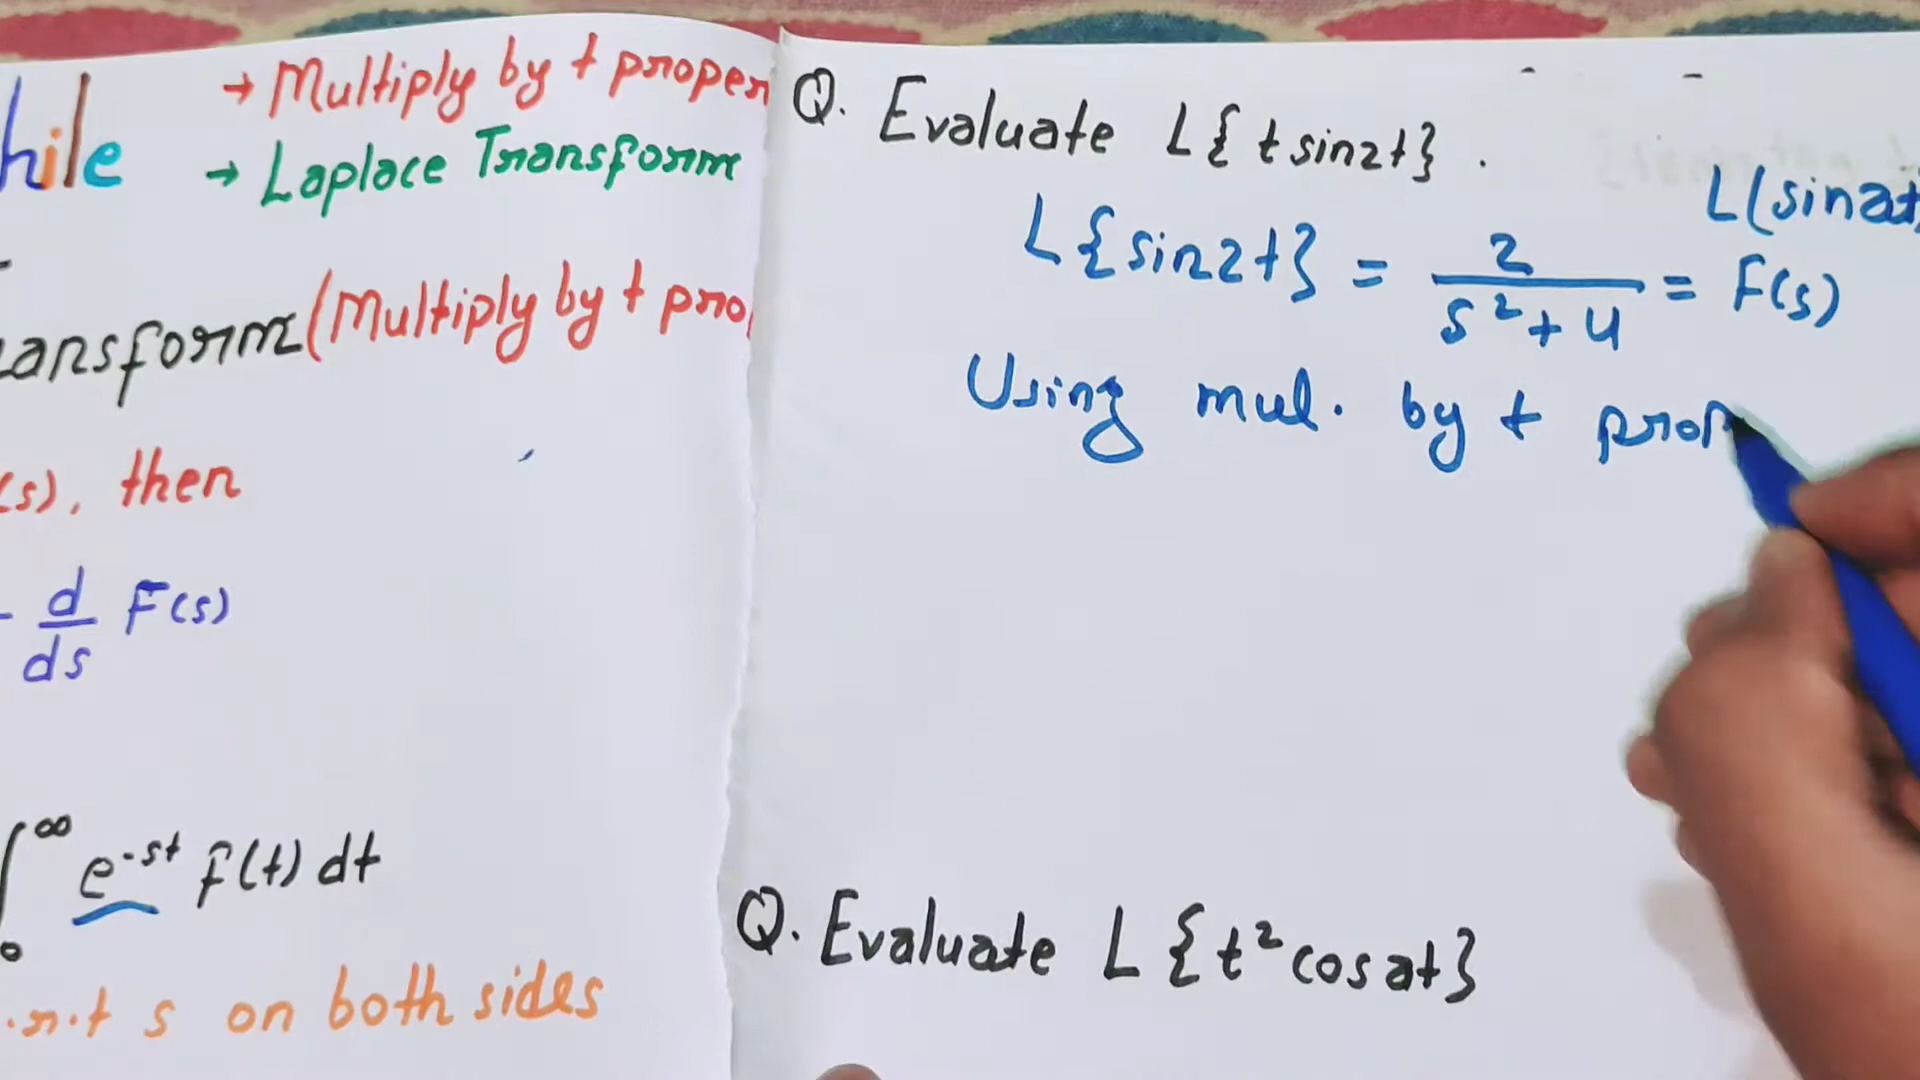 hile
→ Multiply by t proper
→ Laplace Transform
ansform (Multiply by t pro
(s), then
- d/ds F(s)
∫₀^∞ e^-st f(t) dt
.r.t s on both sides
Q. Evaluate L{t sin2t}.
L(sinat)
L{sin2t} = 2/(s²+4) = F(s)
Using mul. by t prop
Q. Evaluate L{t² cosat}